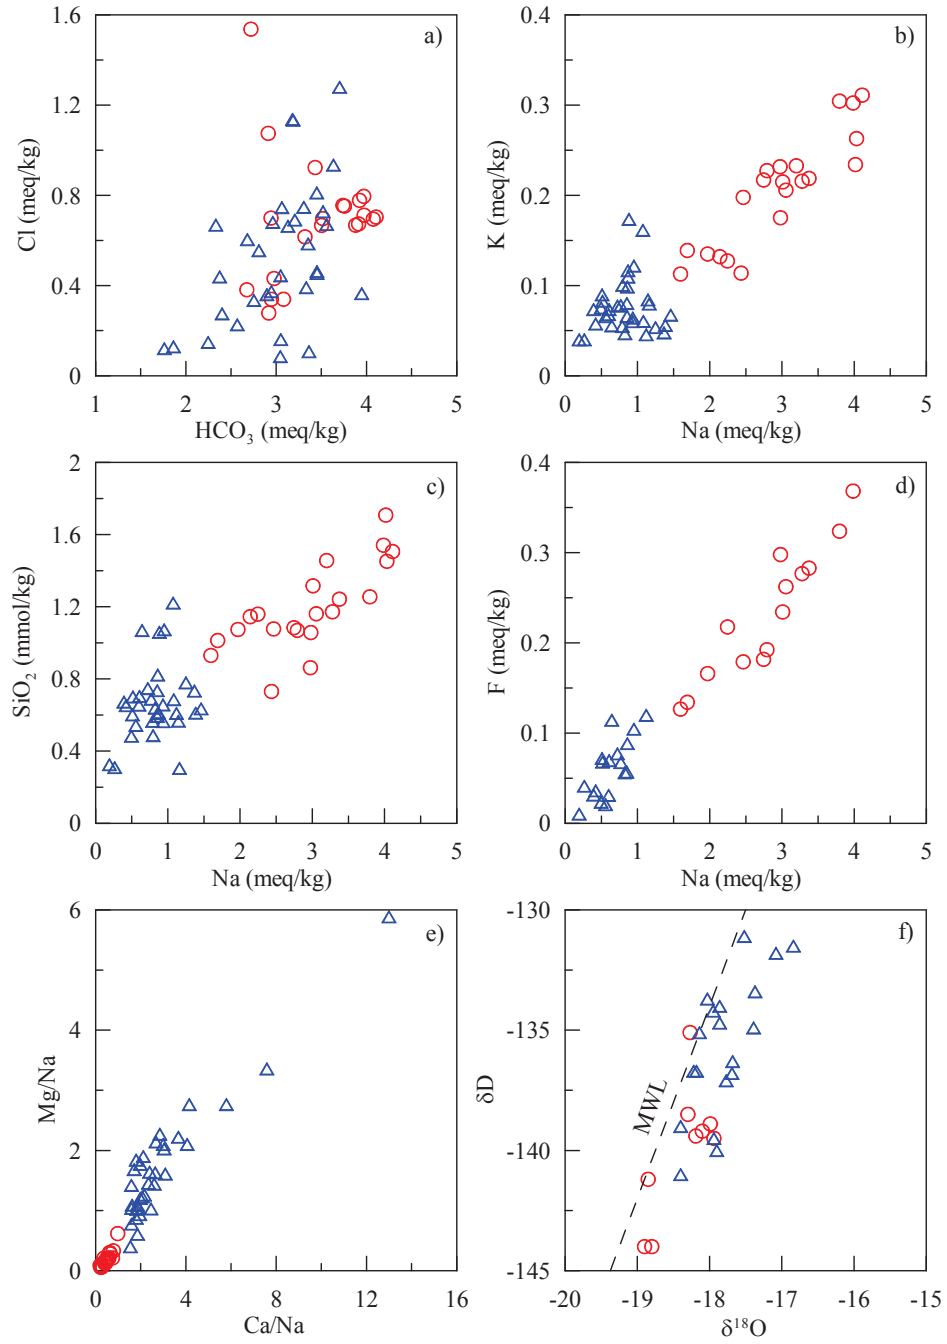 a)
Cl (meq/kg)
1.6
1.2
0.8
0.4
0
1 2 3 4 5
HCO₃ (meq/kg)
b)
K (meq/kg)
0.4
0.3
0.2
0.1
0
0 1 2 3 4 5
Na (meq/kg)
c)
SiO₂ (mmol/kg)
2
1.6
1.2
0.8
0.4
0
0 1 2 3 4 5
Na (meq/kg)
d)
F (meq/kg)
0.4
0.3
0.2
0.1
0
0 1 2 3 4 5
Na (meq/kg)
e)
Mg/Na
6
4
2
0
0 4 8 12 16
Ca/Na
f)
δD
-130
-135
-140
-145
MWL
-20 -19 -18 -17 -16 -15
δ¹⁸O